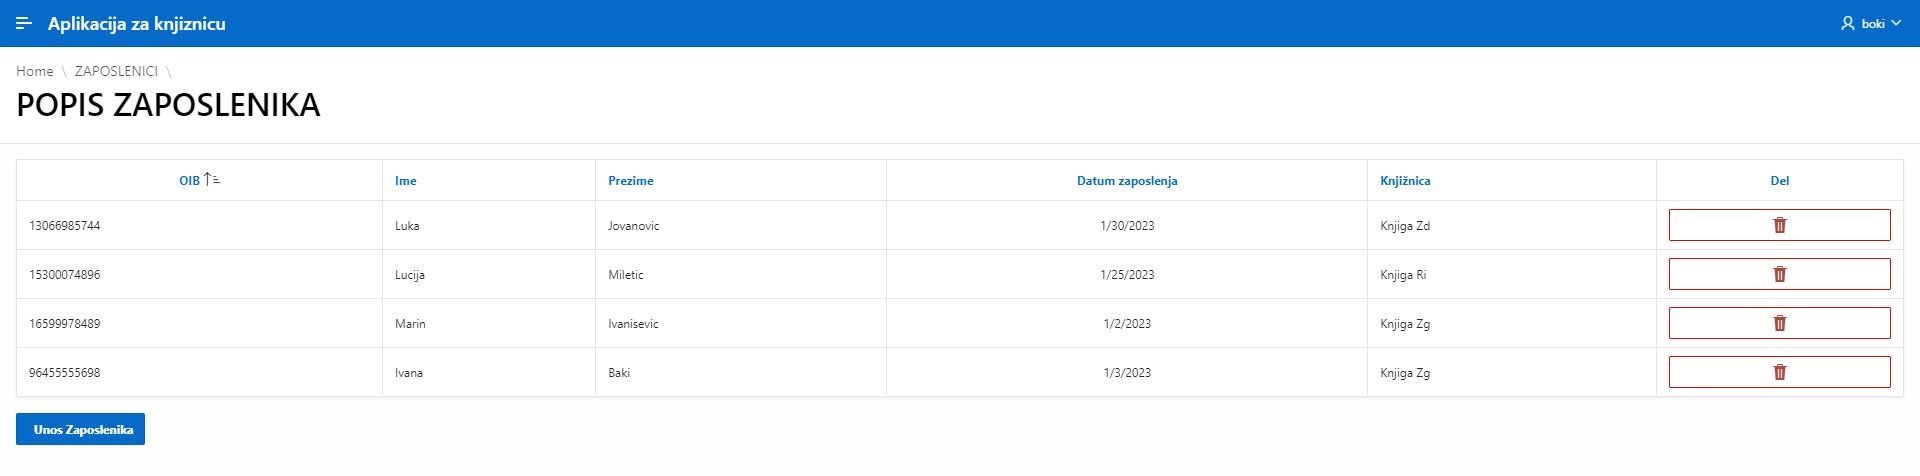 Aplikacija za knjiznicu boki
Home \ ZAPOSLENICI \
POPIS ZAPOSLENIKA
OIB Ime Prezime Datum zaposlenja Knjižnica Del
13066985744 Luka Jovanovic 1/30/2023 Knjiga Zd
15300074896 Lucija Miletic 1/25/2023 Knjiga Ri
16599978489 Marin Ivanisevic 1/2/2023 Knjiga Zg
96455555698 Ivana Baki 1/3/2023 Knjiga Zg
Unos Zaposlenika